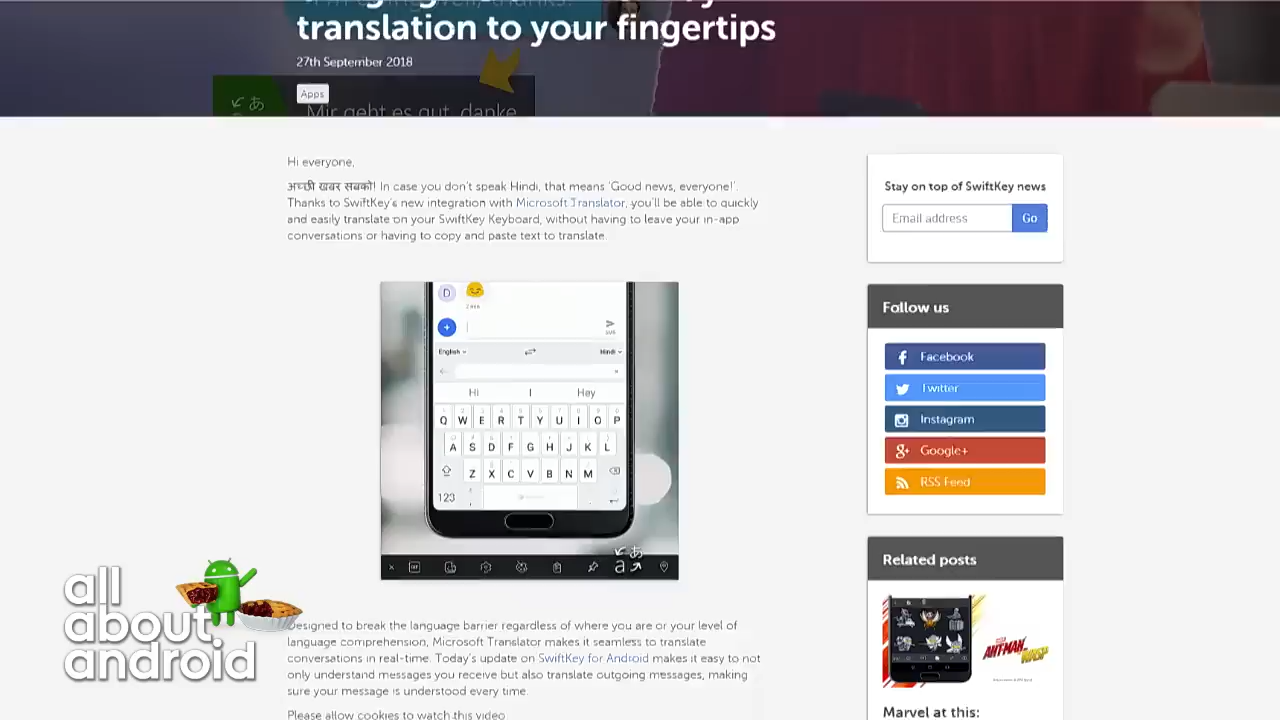 translation to your fingertips
27th September 2018
Apps
Mir geht es gut, danke
Hi everyone,
अच्छी खबर सबको! In case you don't speak Hindi, that means 'Good news, everyone!'.
Thanks to SwiftKey's new integration with Microsoft Translator, you'll be able to quickly
and easily translate on your SwiftKey Keyboard, without having to leave your in-app
conversations or having to copy and paste text to translate.
D
English
Hindi
Hi I Hey
Q W E R T Y U I O P
A S D F G H J K L
Z X C V B N M
123
あ
a
Designed to break the language barrier regardless of where you are or your level of
language comprehension, Microsoft Translator makes it seamless to translate
conversations in real-time. Today's update on SwiftKey for Android makes it easy to not
only understand messages you receive but also translate outgoing messages, making
sure your message is understood every time.
Please allow cookies to watch this video
Stay on top of SwiftKey news
Email address Go
Follow us
Facebook
Twitter
Instagram
Google+
RSS Feed
Related posts
ANT-MAN
WASP
Marvel at this:
all
about
android